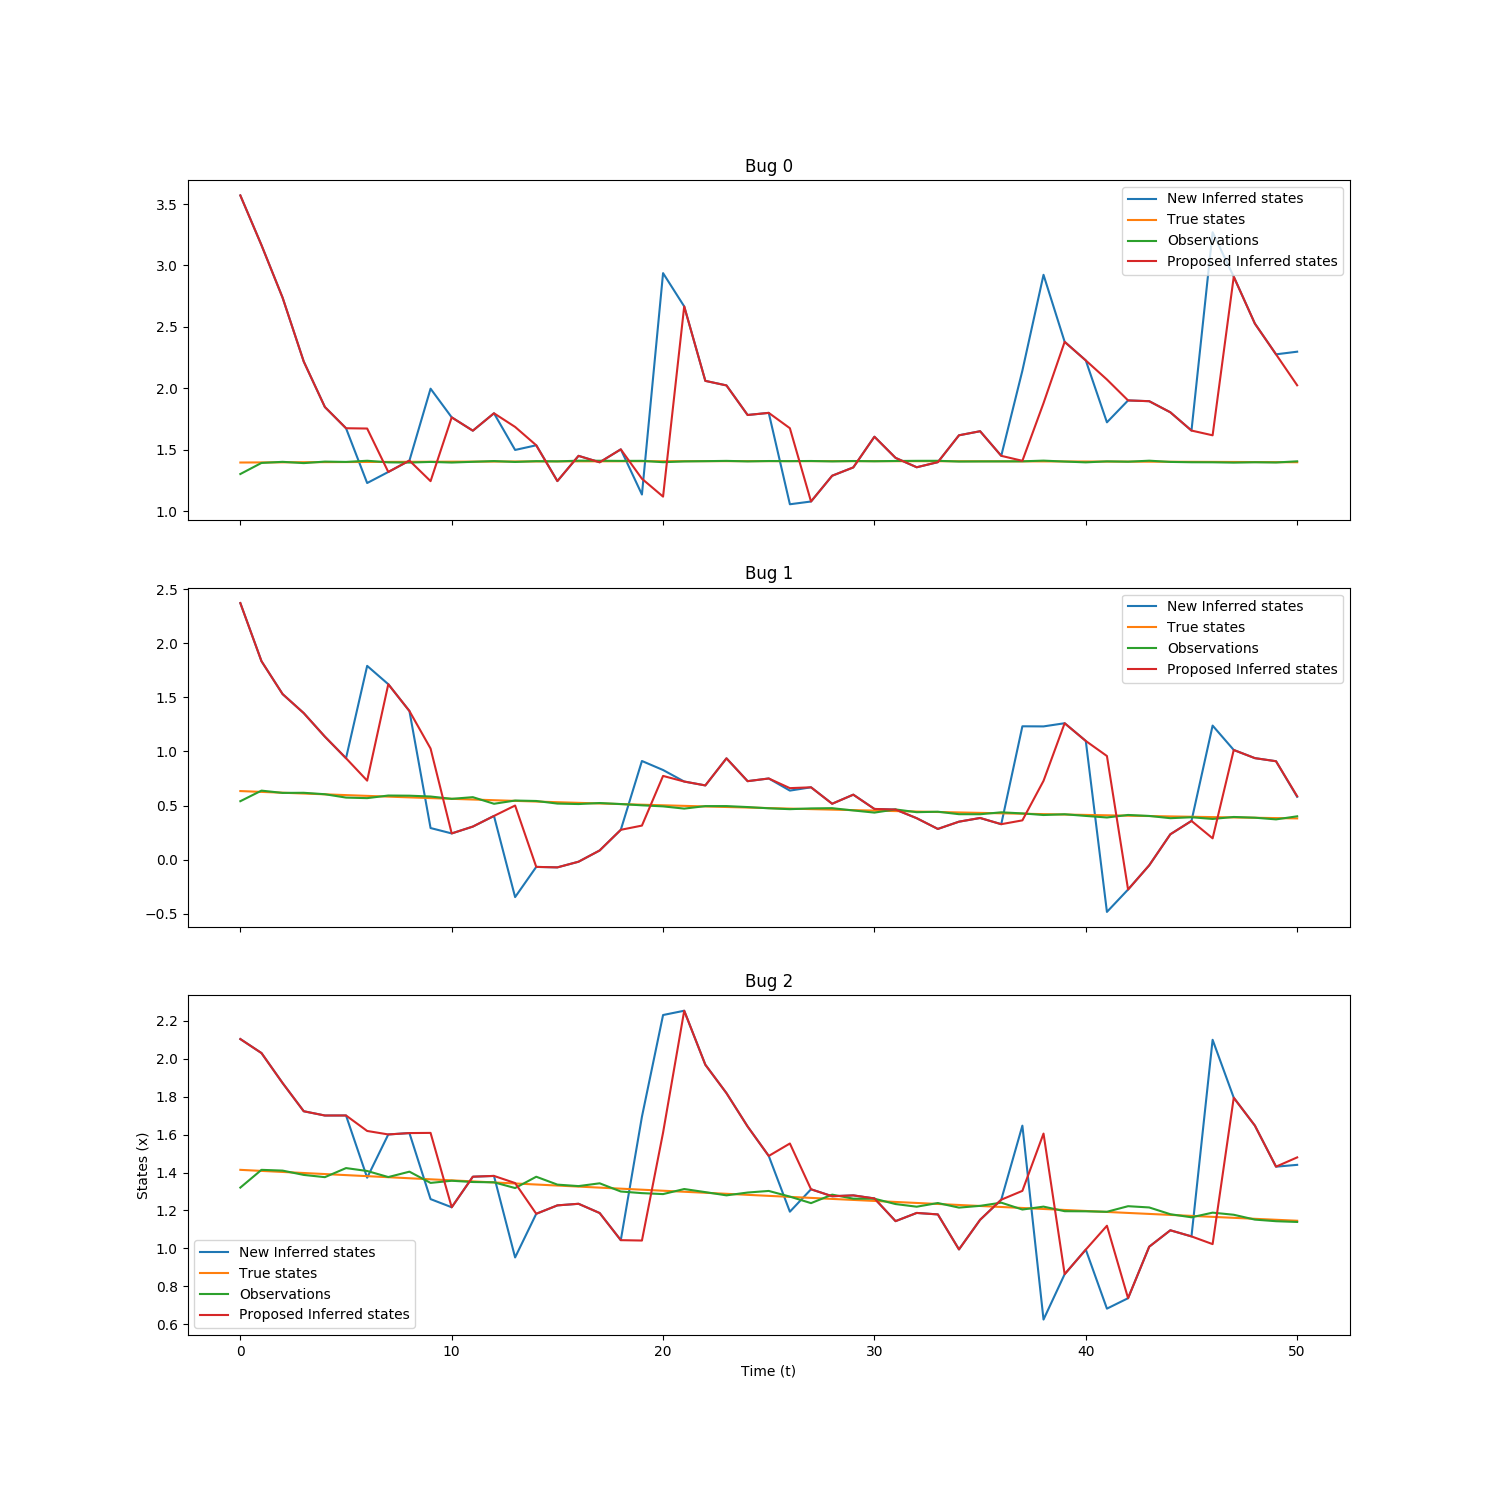 Bug 0
3.5
3.0
2.5
2.0
1.5
1.0
New Inferred states
True states
Observations
Proposed Inferred states
Bug 1
2.5
2.0
1.5
1.0
0.5
0.0
−0.5
New Inferred states
True states
Observations
Proposed Inferred states
Bug 2
States (x)
2.2
2.0
1.8
1.6
1.4
1.2
1.0
0.8
0.6
New Inferred states
True states
Observations
Proposed Inferred states
0 10 20 30 40 50
Time (t)